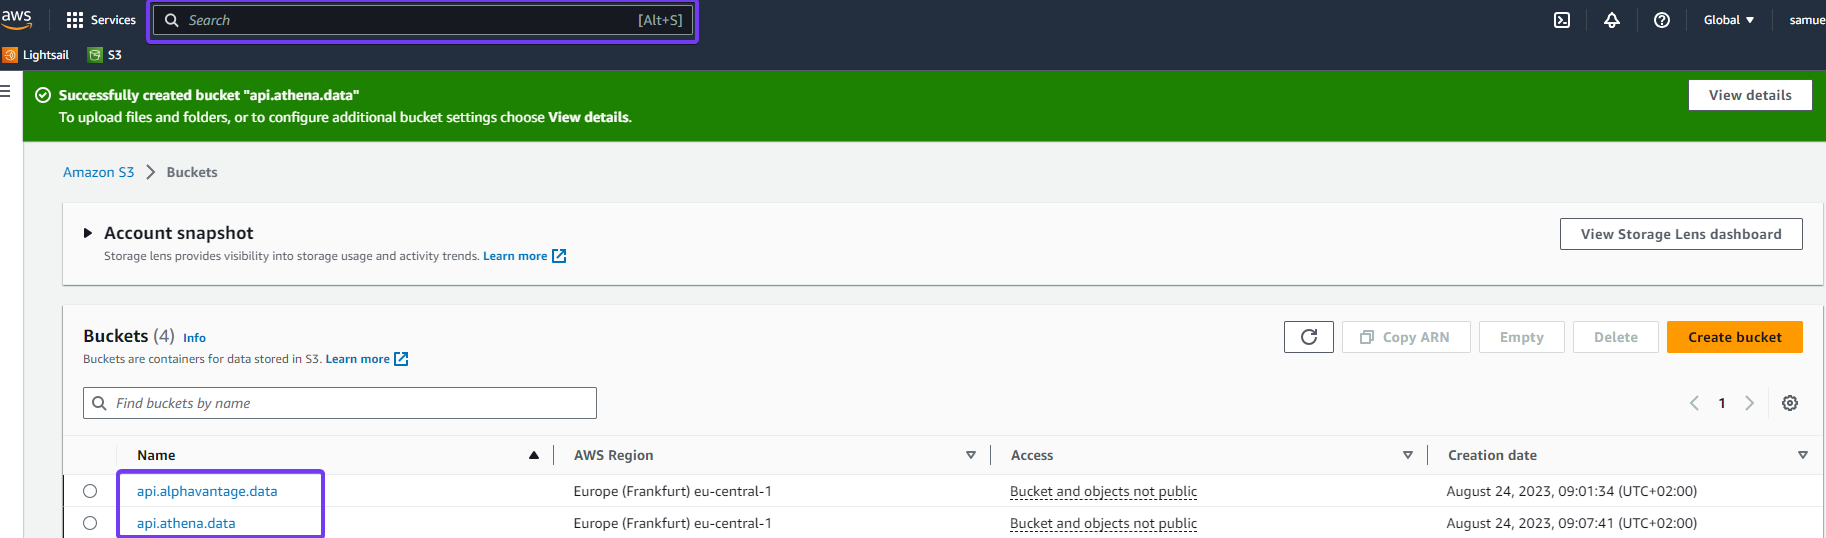 aws Services Search [Alt+S] Global samue
Lightsail S3
Successfully created bucket "api.athena.data" View details
To upload files and folders, or to configure additional bucket settings choose View details.
Amazon S3 Buckets
Account snapshot View Storage Lens dashboard
Storage lens provides visibility into storage usage and activity trends. Learn more
Buckets (4) Info Copy ARN Empty Delete Create bucket
Buckets are containers for data stored in S3. Learn more
Find buckets by name 1
Name AWS Region Access Creation date
api.alphavantage.data Europe (Frankfurt) eu-central-1 Bucket and objects not public August 24, 2023, 09:01:34 (UTC+02:00)
api.athena.data Europe (Frankfurt) eu-central-1 Bucket and objects not public August 24, 2023, 09:07:41 (UTC+02:00)